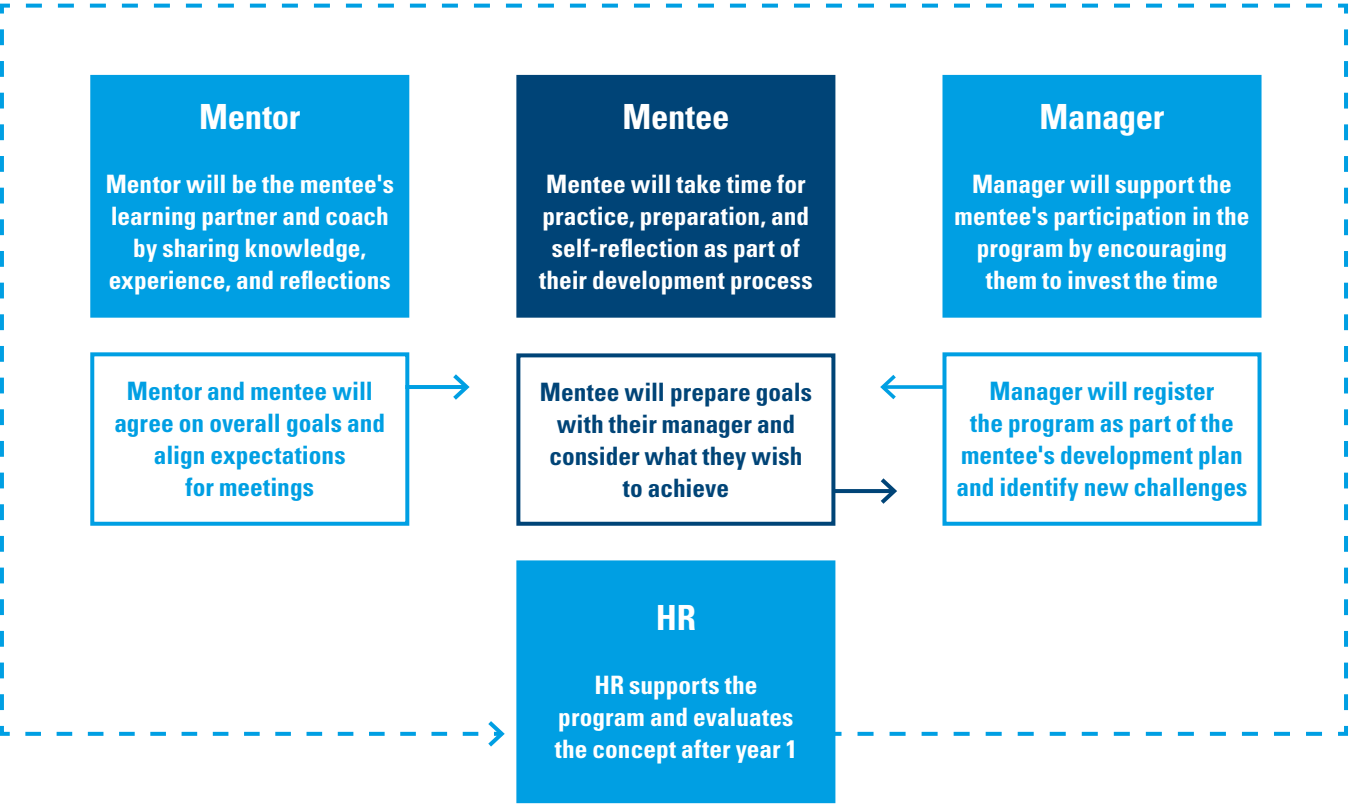 Mentor
Mentor will be the mentee's
learning partner and coach
by sharing knowledge,
experience, and reflections
Mentee
Mentee will take time for
practice, preparation, and
self-reflection as part of
their development process
Manager
Manager will support the
mentee's participation in the
program by encouraging
them to invest the time
Mentor and mentee will
agree on overall goals and
align expectations
for meetings
Mentee will prepare goals
with their manager and
consider what they wish
to achieve
Manager will register
the program as part of the
mentee's development plan
and identify new challenges
HR
HR supports the
program and evaluates
the concept after year 1